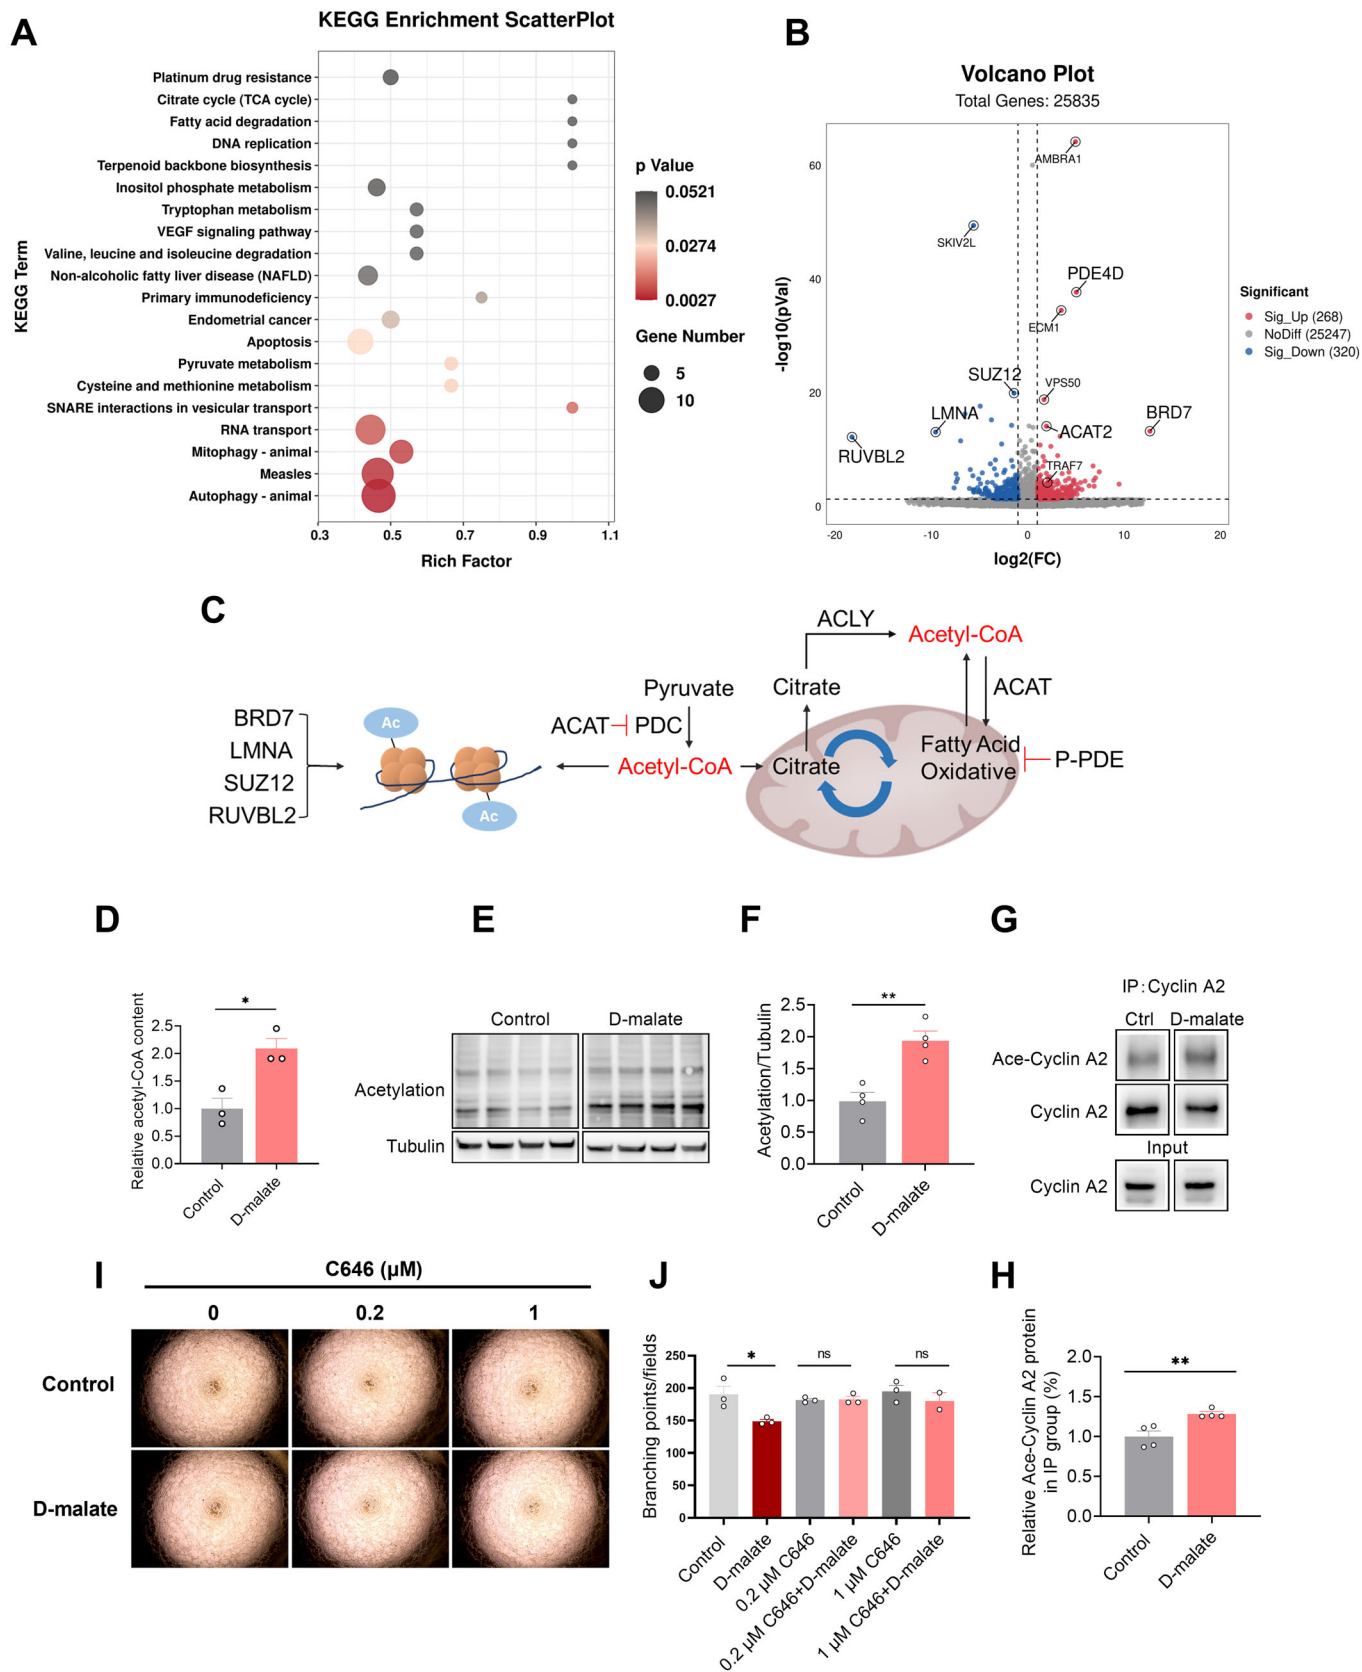 A
KEGG Enrichment ScatterPlot
KEGG Term
Platinum drug resistance
Citrate cycle (TCA cycle)
Fatty acid degradation
DNA replication
Terpenoid backbone biosynthesis
Inositol phosphate metabolism
Tryptophan metabolism
VEGF signaling pathway
Valine, leucine and isoleucine degradation
Non-alcoholic fatty liver disease (NAFLD)
Primary immunodeficiency
Endometrial cancer
Apoptosis
Pyruvate metabolism
Cysteine and methionine metabolism
SNARE interactions in vesicular transport
RNA transport
Mitophagy - animal
Measles
Autophagy - animal
0.3 0.5 0.7 0.9 1.1
Rich Factor
p Value
0.0521
0.0274
0.0027
Gene Number
5
10
B
Volcano Plot
Total Genes: 25835
-log10(pVal)
60
40
20
0
AMBRA1
SKIV2L
PDE4D
ECM1
SUZ12
VPS50
LMNA
ACAT2
BRD7
RUVBL2
TRAF7
-20 -10 0 10 20
log2(FC)
Significant
Sig_Up (268)
NoDiff (25247)
Sig_Down (320)
C
BRD7
LMNA
SUZ12
RUVBL2
Ac
Ac
Pyruvate
ACAT PDC
Acetyl-CoA
Citrate
Citrate
ACLY
Acetyl-CoA
ACAT
Fatty Acid
Oxidative
P-PDE
D
Relative acetyl-CoA content
2.5
2.0
1.5
1.0
0.5
0.0
*
Control
D-malate
E
Control D-malate
Acetylation
Tubulin
F
Acetylation/Tubulin
2.5
2.0
1.5
1.0
0.5
0.0
**
Control
D-malate
G
IP:Cyclin A2
Ctrl D-malate
Ace-Cyclin A2
Cyclin A2
Input
Cyclin A2
I
C646 (μM)
0 0.2 1
Control
D-malate
J
Branching points/fields
250
200
150
100
50
0
* ns ns
Control
D-malate
0.2 μM C646
0.2 μM C646+D-malate
1 μM C646
1 μM C646+D-malate
H
Relative Ace-Cyclin A2 protein
in IP group (%)
2.0
1.5
1.0
0.5
0.0
**
Control
D-malate